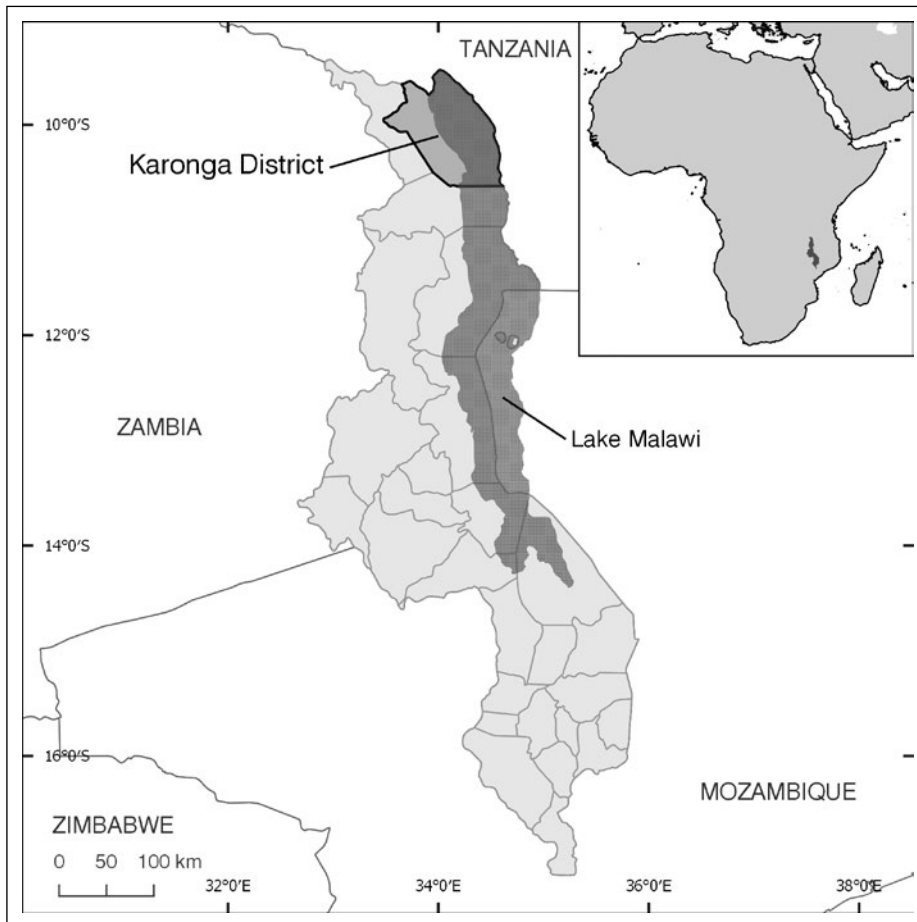 TANZANIA
10°0'S
Karonga District
12°0'S
ZAMBIA
Lake Malawi
14°0'S
16°0'S
MOZAMBIQUE
ZIMBABWE
0 50 100 km
32°0'E
34°0'E
36°0'E
38°0'E